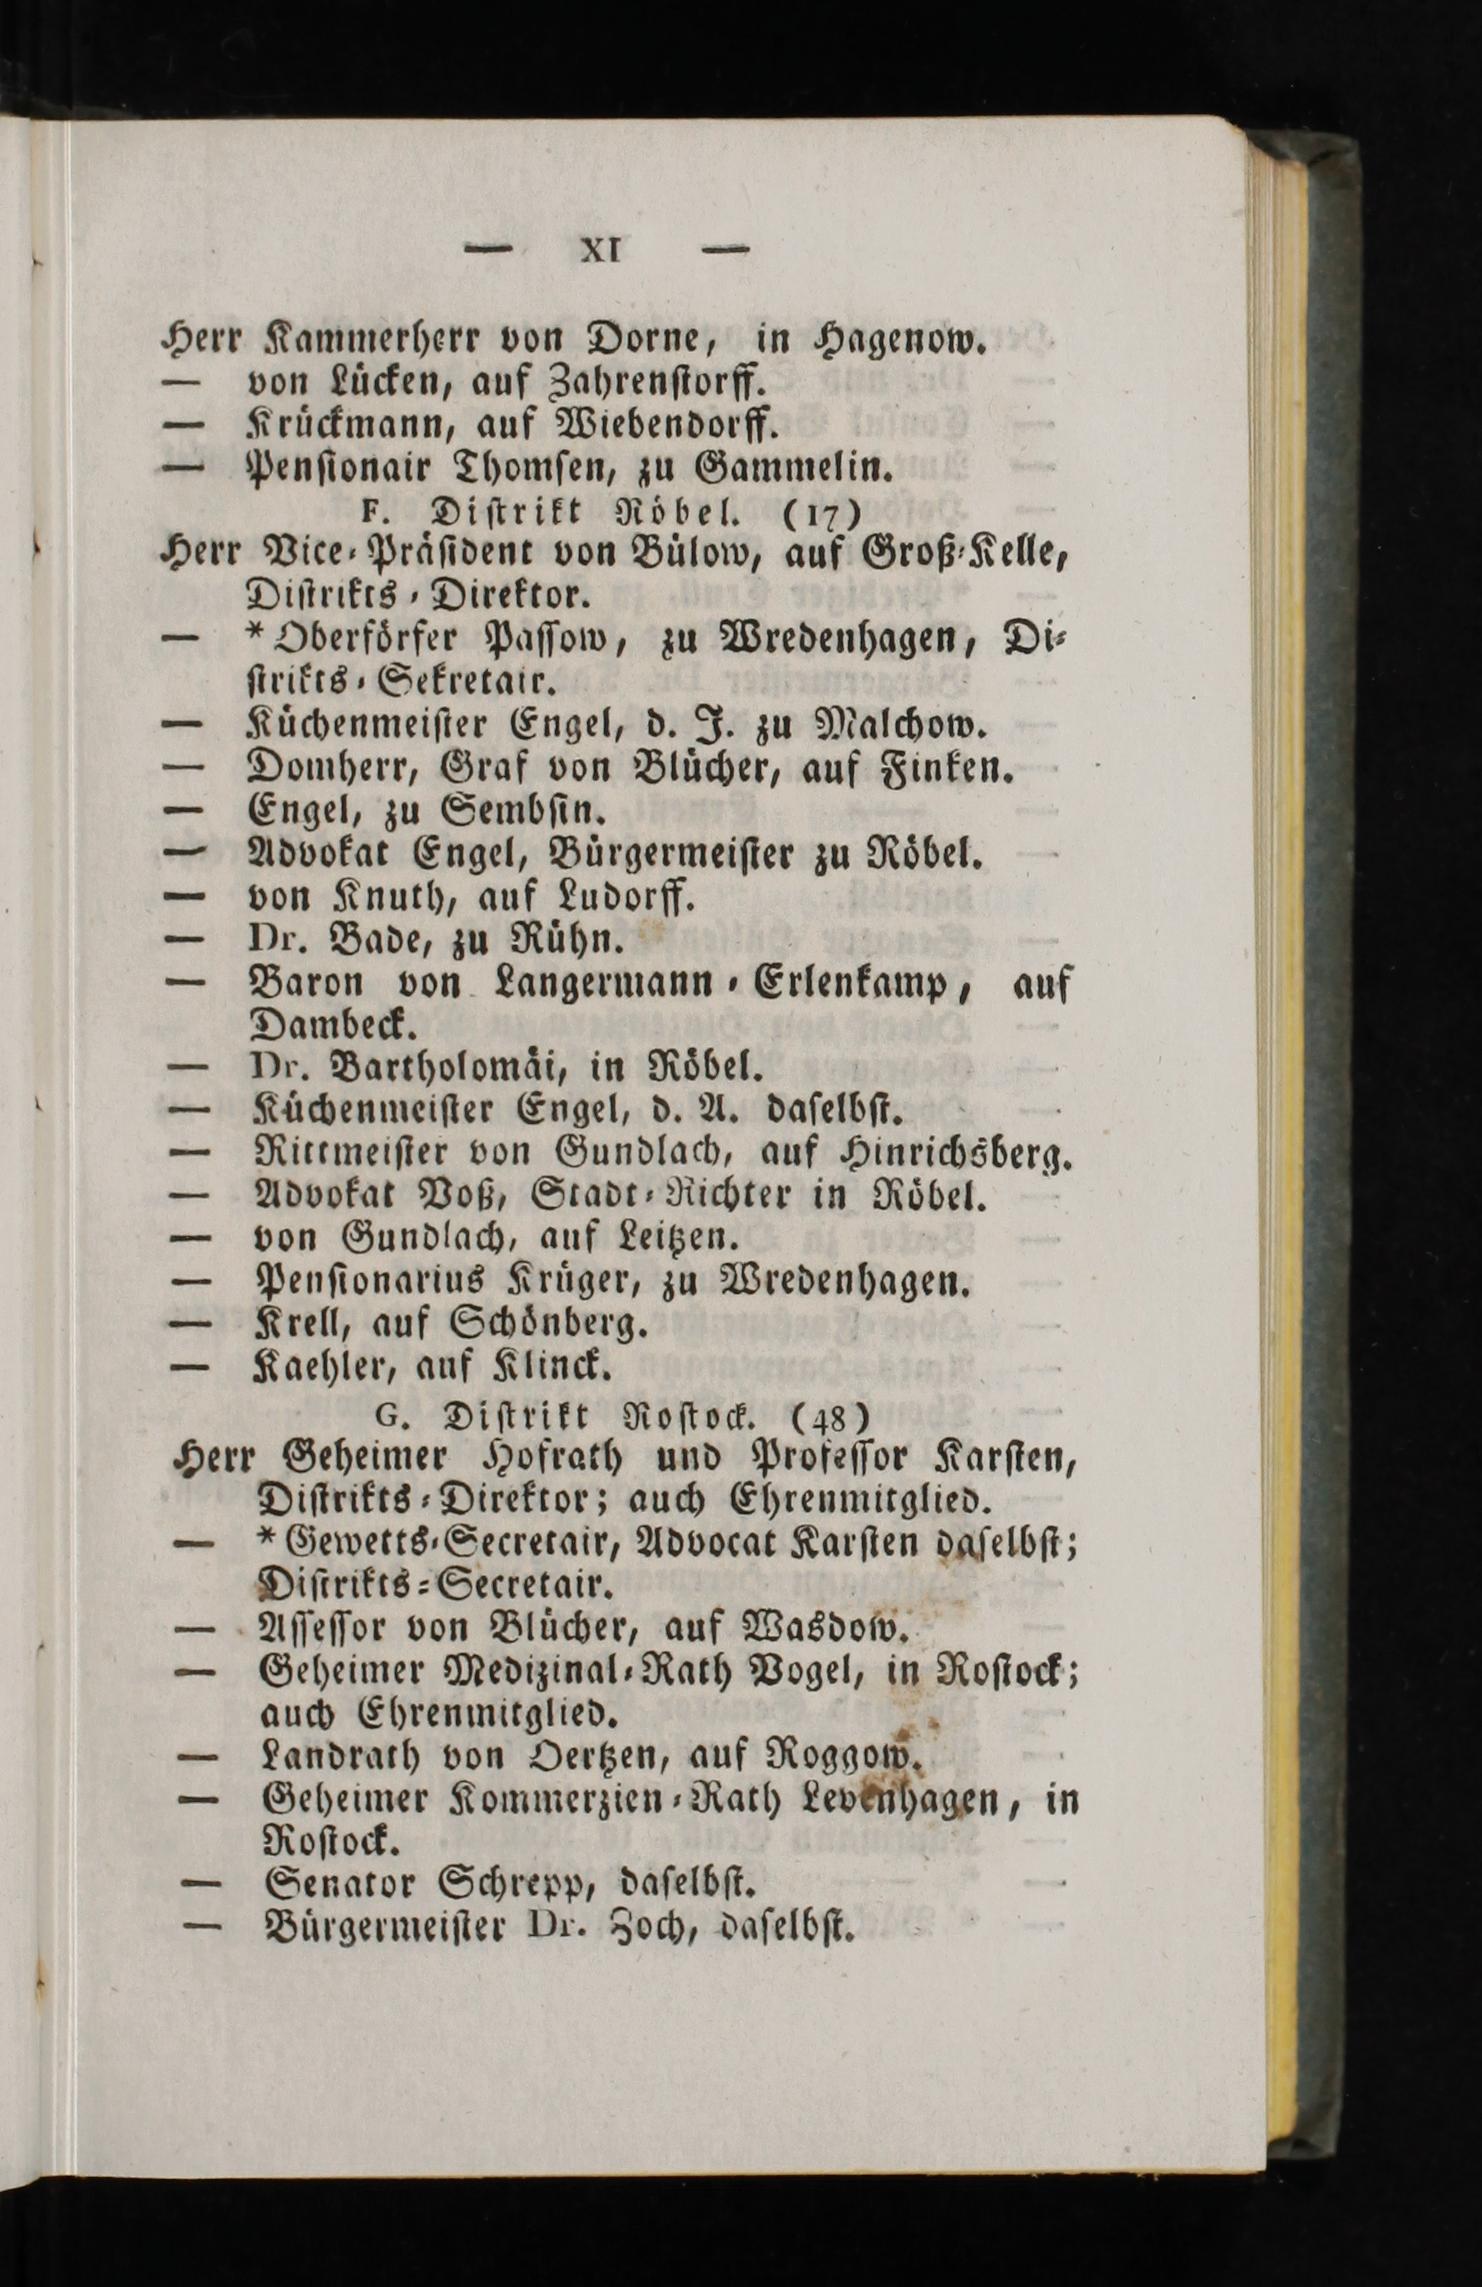 — XI —
Herr Kammerherr von Dorne, in Hagenow.
— von Lücken, auf Zahrenstorff.
— Krückmann, auf Wiebendorff.
— Pensionair Thomsen, zu Gammelin.
F. Distrikt Röbel. (17)
Herr Vice-Präsident von Bülow, auf Groß-Kelle,
Distrikts-Direktor.
— *Oberförfer Passow, zu Wredenhagen, Di-
strikts-Sekretair.
— Küchenmeister Engel, d. J. zu Malchow.
— Domherr, Graf von Blücher, auf Finken.
— Engel, zu Sembsin.
— Advokat Engel, Bürgermeister zu Röbel.
— von Knuth, auf Ludorff.
— Dr. Bade, zu Rühn.
— Baron von Langermann-Erlenkamp, auf
Dambeck.
— Dr. Bartholomäi, in Röbel.
— Küchenmeister Engel, d. A. daselbst.
— Rittmeister von Gundlach, auf Hinrichsberg.
— Advokat Voß, Stadt-Richter in Röbel.
— von Gundlach, auf Leitzen.
— Pensionarius Krüger, zu Wredenhagen.
— Krell, auf Schönberg.
— Kaehler, auf Klinck.
G. Distrikt Rostock. (48)
Herr Geheimer Hofrath und Professor Karsten,
Distrikts-Direktor; auch Ehrenmitglied.
— *Gewetts-Secretair, Advocat Karsten daselbst;
Distrikts-Secretair.
— Assessor von Blücher, auf Wasdow.
— Geheimer Medizinal-Rath Vogel, in Rostock;
auch Ehrenmitglied.
— Landrath von Oertzen, auf Roggow.
— Geheimer Kommerzien-Rath Levenhagen, in
Rostock.
— Senator Schrepp, daselbst.
— Bürgermeister Dr. Zoch, daselbst.